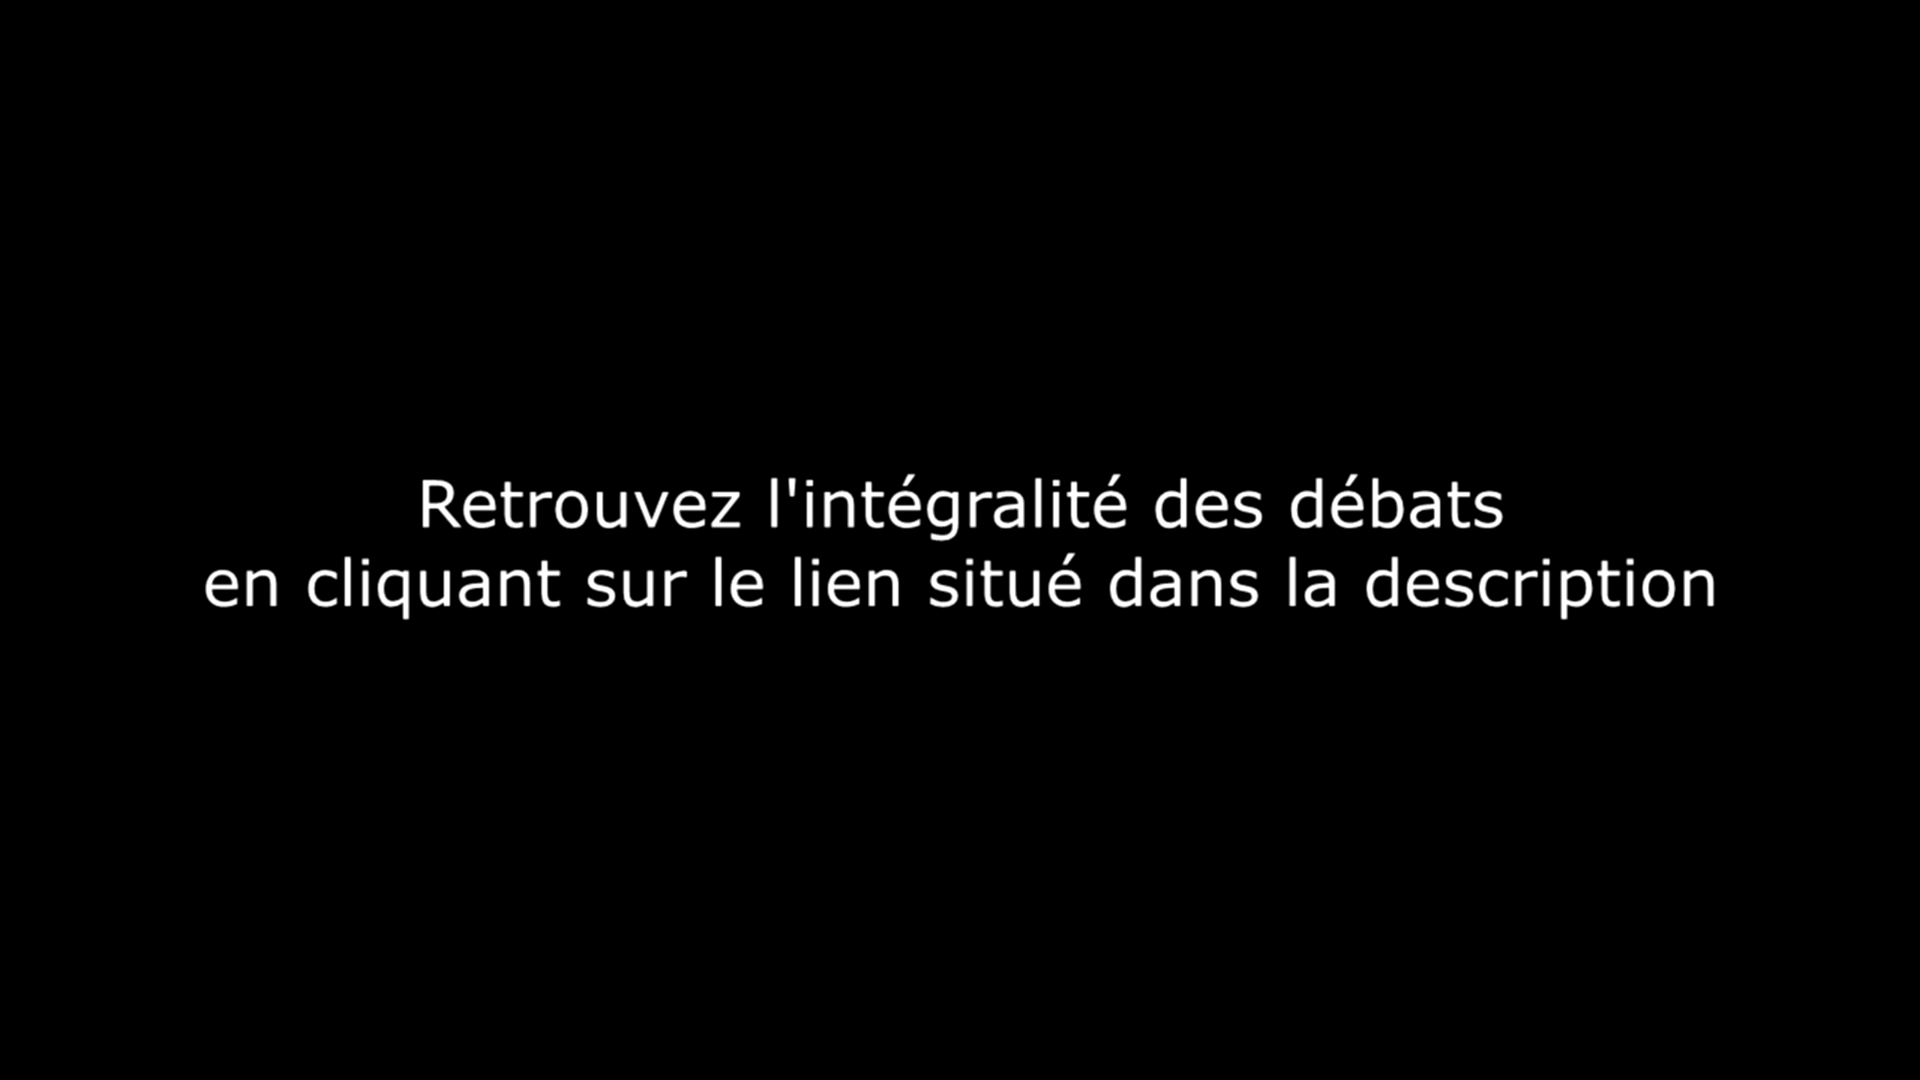 Retrouvez l'intégralité des débats
en cliquant sur le lien situé dans la description